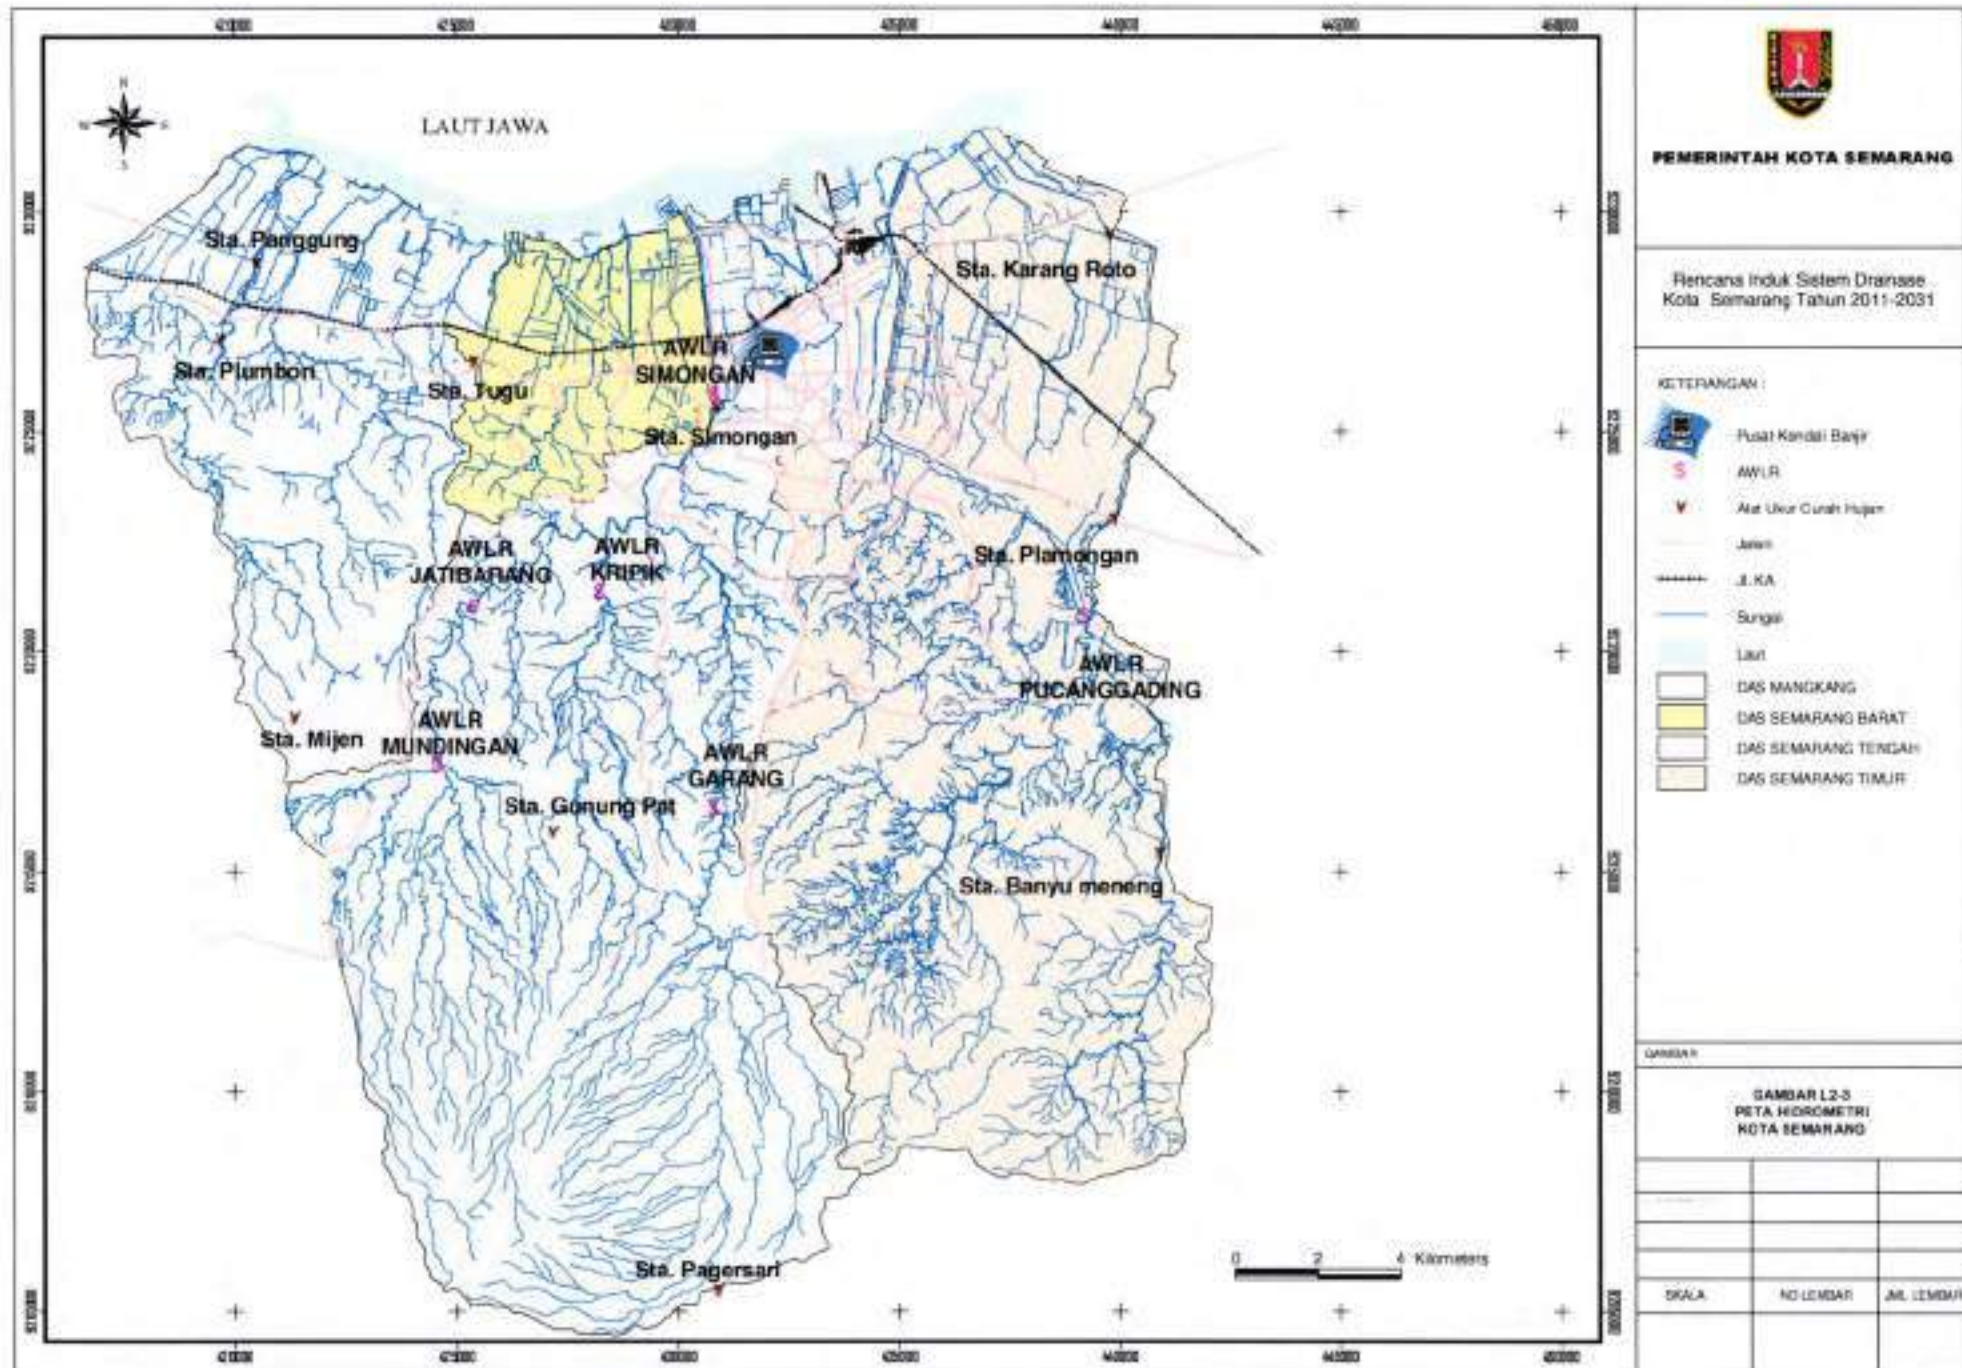 LAUT JAWA
Sta. Panggung
Sta. Karang Roto
Sta. Plumbon
AWLR
SIMONGAN
Sta. Tugu
Sta. Simongan
AWLR
JATIBARANG
AWLR
KRIPIK
Sta. Plamongan
AWLR
PUCANGGADING
Sta. Mijen
AWLR
MUNDINGAN
AWLR
GARANG
Sta. Gunung Pat
Sta. Banyu meneng
Sta. Pagersari
0 2 4 Kilometers
PEMERINTAH KOTA SEMARANG
Rencana Induk Sistem Drainase
Kota Semarang Tahun 2011-2031
KETERANGAN :
Pusat Kendali Banjir
AWLR
Alat Ukur Curah Hujan
Jalan
Jl. KA
Sungai
Laut
DAS MANGKANG
DAS SEMARANG BARAT
DAS SEMARANG TENGAH
DAS SEMARANG TIMUR
GAMBAR
GAMBAR L2-3
PETA HIDROMETRI
KOTA SEMARANG
SKALA NO LEMBAR JML LEMBAR